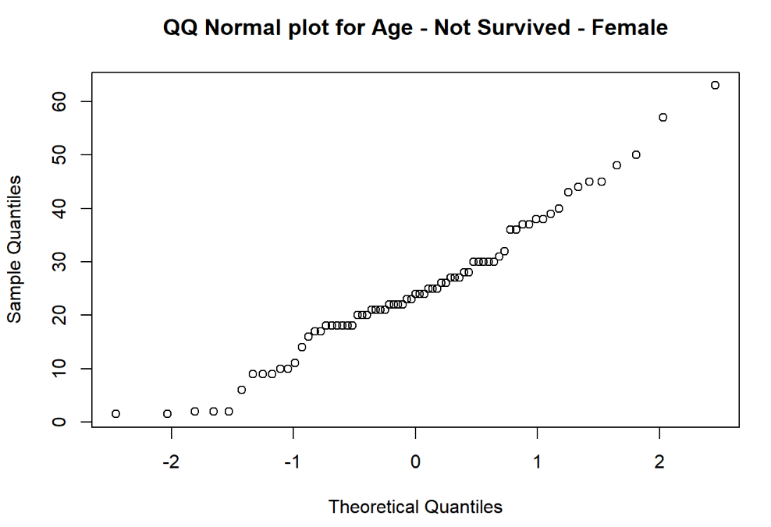 QQ Normal plot for Age - Not Survived - Female
Sample Quantiles
60
50
40
30
20
10
0
-2 -1 0 1 2
Theoretical Quantiles